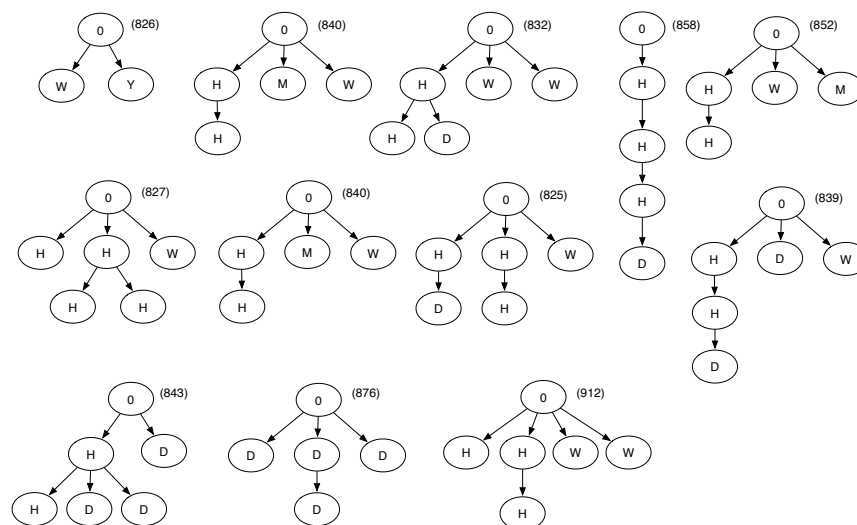 0 (826)
W Y
0 (840)
H M W
H
0 (832)
H W W
H D
0 (858)
H
H
H
D
0 (852)
H W M
H
0 (827)
H H W
H H
0 (840)
H M W
H
0 (825)
H H W
D H
0 (839)
H D W
H
D
0 (843)
H D
H D D
0 (876)
D D D
D
0 (912)
H H W W
H